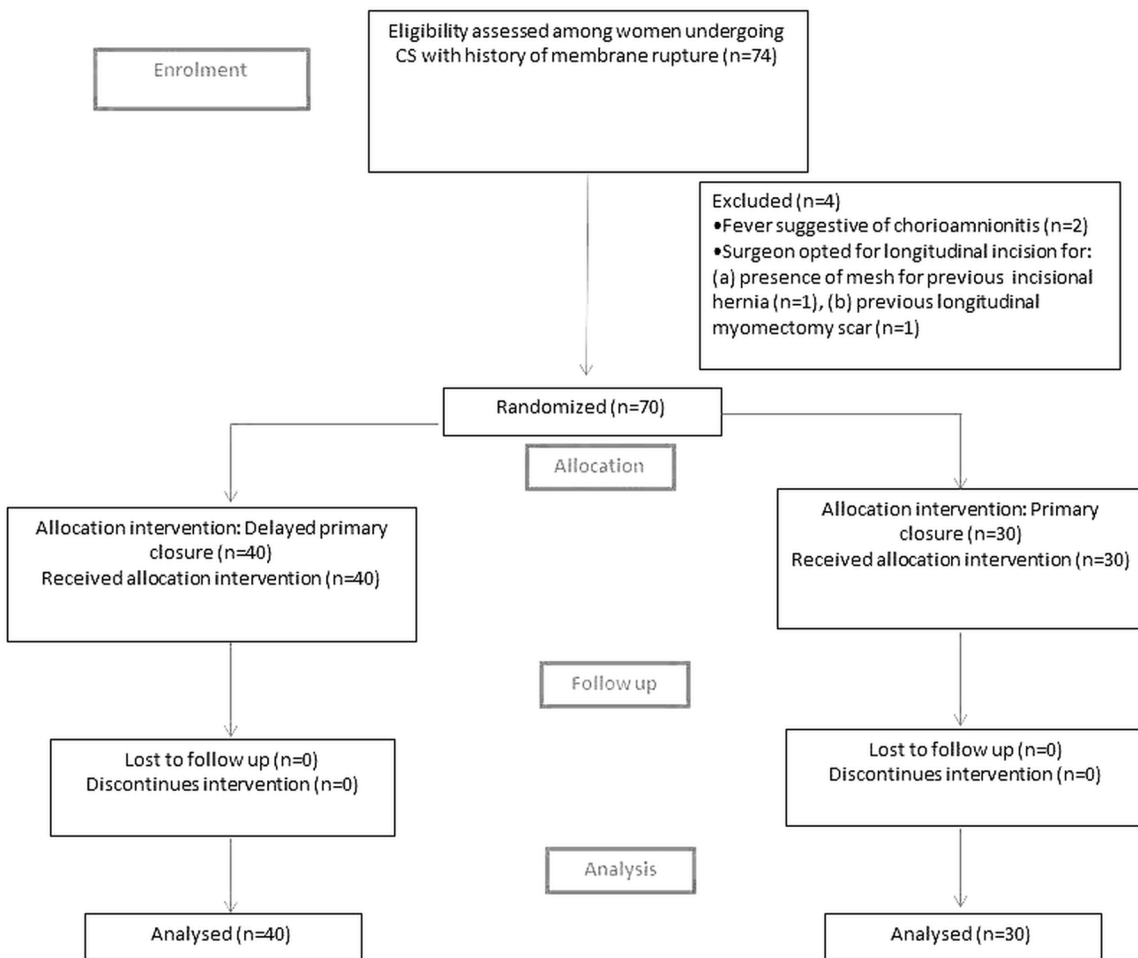 Enrolment
Eligibility assessed among women undergoing
CS with history of membrane rupture (n=74)
Excluded (n=4)
•Fever suggestive of chorioamnionitis (n=2)
•Surgeon opted for longitudinal incision for:
(a) presence of mesh for previous incisional
hernia (n=1), (b) previous longitudinal
myomectomy scar (n=1)
Randomized (n=70)
Allocation
Allocation intervention: Delayed primary
closure (n=40)
Received allocation intervention (n=40)
Allocation intervention: Primary
closure (n=30)
Received allocation intervention (n=30)
Follow up
Lost to follow up (n=0)
Discontinues intervention (n=0)
Lost to follow up (n=0)
Discontinues intervention (n=0)
Analysis
Analysed (n=40)
Analysed (n=30)